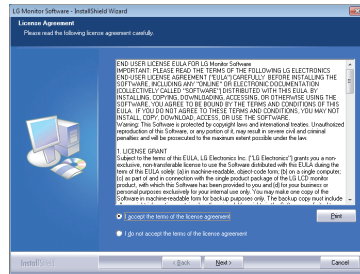 LG Monitor Software - InstallShield Wizard
License Agreement
Please read the following license agreement carefully.
END USER LICENSE EULA FOR LG Monitor Software
IMPORTANT: PLEASE READ THE TERMS OF THE FOLLOWING LG ELECTRONICS
END-USER LICENSE AGREEMENT ("EULA") CAREFULLY. BEFORE INSTALLING THE
SOFTWARE, INCLUDING ANY "ONLINE" OR ELECTRONIC DOCUMENTATION
(COLLECTIVELY CALLED "SOFTWARE") DISTRIBUTED WITH THIS EULA. BY
INSTALLING, COPYING, DOWNLOADING, ACCESSING, OR OTHERWISE USING THE
SOFTWARE, YOU AGREE TO BE BOUND BY THE TERMS AND CONDITIONS OF THIS
EULA. IF YOU DO NOT AGREE TO THESE TERMS AND CONDITIONS, YOU MAY NOT
INSTALL, COPY, DOWNLOAD, ACCESS, OR USE THE SOFTWARE.
Warning: This Software is protected by copyright laws and international treaties. Unauthorized
reproduction of the Software, or any portion of it, may result in severe civil and criminal
penalties and will be prosecuted to the maximum extent possible under the law.
1. LICENSE GRANT
Subject to the terms of this EULA, LG Electronics Inc. ("LG Electronics") grants you a non-
exclusive, non-transferable license to use the Software distributed with this EULA during the
term of this EULA solely: (a) in machine-readable, object-code form; (b) on a single computer;
(c) as part of and in connection with the single product package of the LG LCD monitor
product, with which the Software has been provided to you and (d) for your business or
personal purposes exclusively for your internal use only. You may make one copy of the
Software in machine-readable form for backup purposes only. The backup copy must include
I accept the terms of the license agreement
Print
I do not accept the terms of the license agreement
InstallShield
< Back
Next >
Cancel